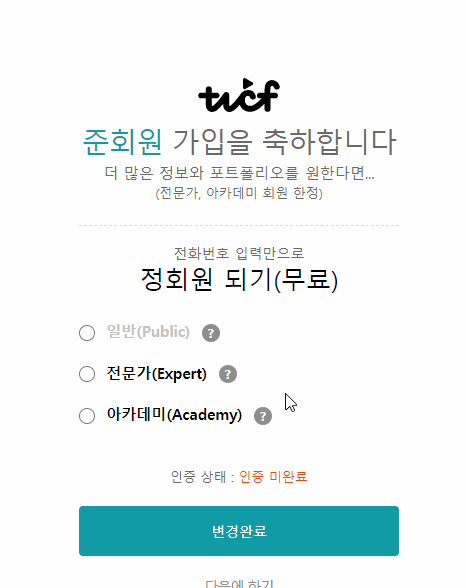 tucf
준회원 가입을 축하합니다
더 많은 정보와 포트폴리오를 원한다면...
(전문가, 아카데미 회원 한정)
전화번호 입력만으로
정회원 되기(무료)
일반(Public) ?
전문가(Expert) ?
아카데미(Academy) ?
인증 상태 : 인증 미완료
변경완료
다음에 하기